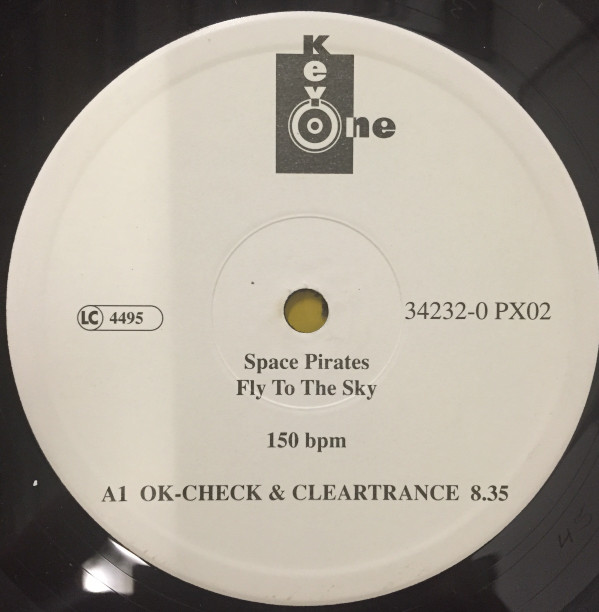 Key
One
LC 4495
34232-0 PX02
Space Pirates
Fly To The Sky
150 bpm
A1 OK-CHECK & CLEARTRANCE 8.35